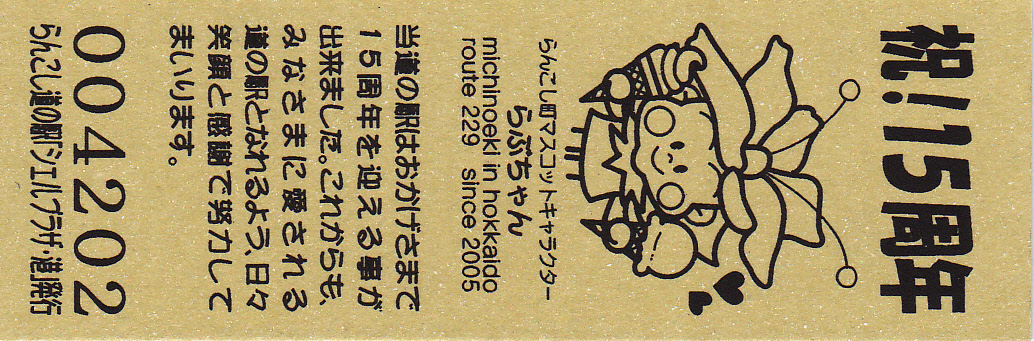 祝!15周年
らんこし町マスコットキャラクター
らぶちゃん
michinoeki in hokkaido
route 229 since 2005
当道の駅はおかげさまで
15周年を迎える事が
出来ました。これからも、
みなさまに愛される
道の駅となれるよう、日々
笑顔と感謝で努力して
まいります。
004202
らんこし道の駅「シェルプラザ・港」発行